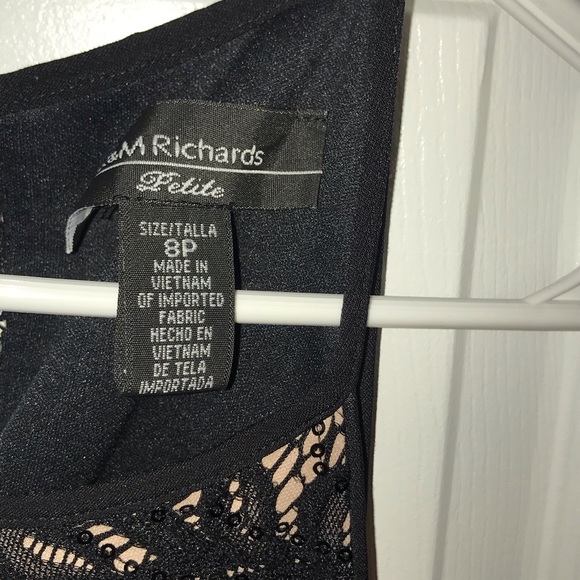 &M Richards
Petite
SIZE/TALLA
8P
MADE IN
VIETNAM
OF IMPORTED
FABRIC
HECHO EN
VIETNAM
DE TELA
IMPORTADA